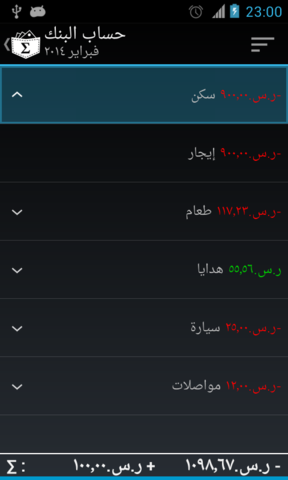 23:00
حساب البنك
فبراير ٢٠١٤
-ر.س.٩٠٠,٠٠ سكن
-ر.س.٩٠٠,٠٠ إيجار
-ر.س.١١٧,٢٣ طعام
ر.س.٥٥,٥٦ هدايا
-ر.س.٢٥,٠٠ سيارة
-ر.س.١٢,٠٠ مواصلات
- ر.س.١٠٩٨,٦٧ + ر.س.١٠٠,٠٠ Σ :